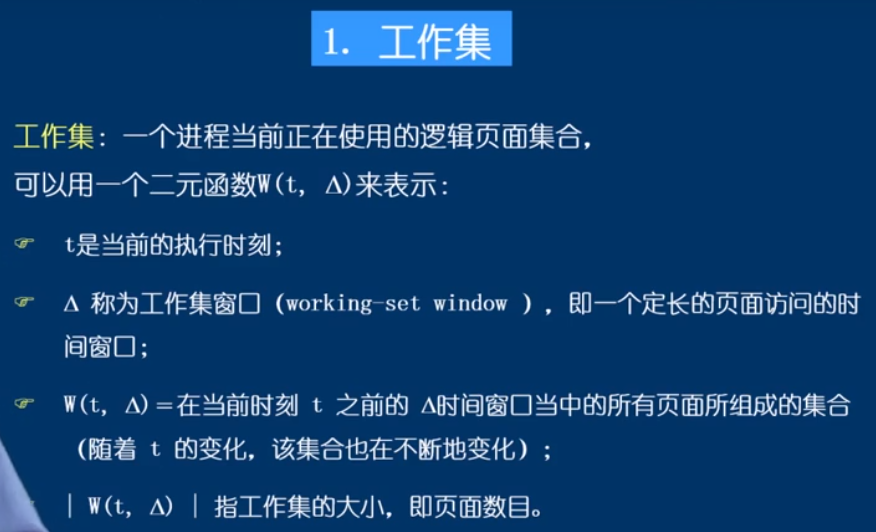 1. 工作集
工作集：一个进程当前正在使用的逻辑页面集合，
可以用一个二元函数W(t, Δ)来表示：
t是当前的执行时刻；
Δ 称为工作集窗口（working-set window ），即一个定长的页面访问的时
间窗口；
W(t, Δ)＝在当前时刻 t 之前的 Δ时间窗口当中的所有页面所组成的集合
（随着 t 的变化，该集合也在不断地变化）；
| W(t, Δ) | 指工作集的大小，即页面数目。